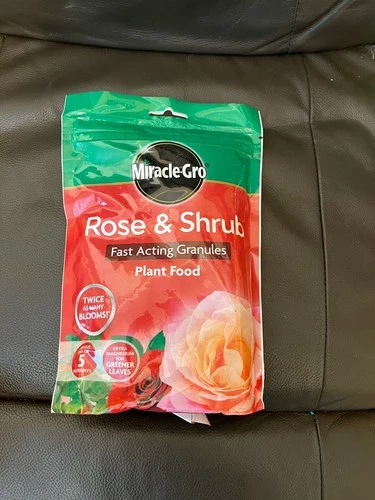 Miracle-Gro
Rose & Shrub
Fast Acting Granules
Plant Food
TWICE
AS MANY
BLOOMS!*
5
EXTRA
MAGNESIUM
FOR
GREENER
LEAVES